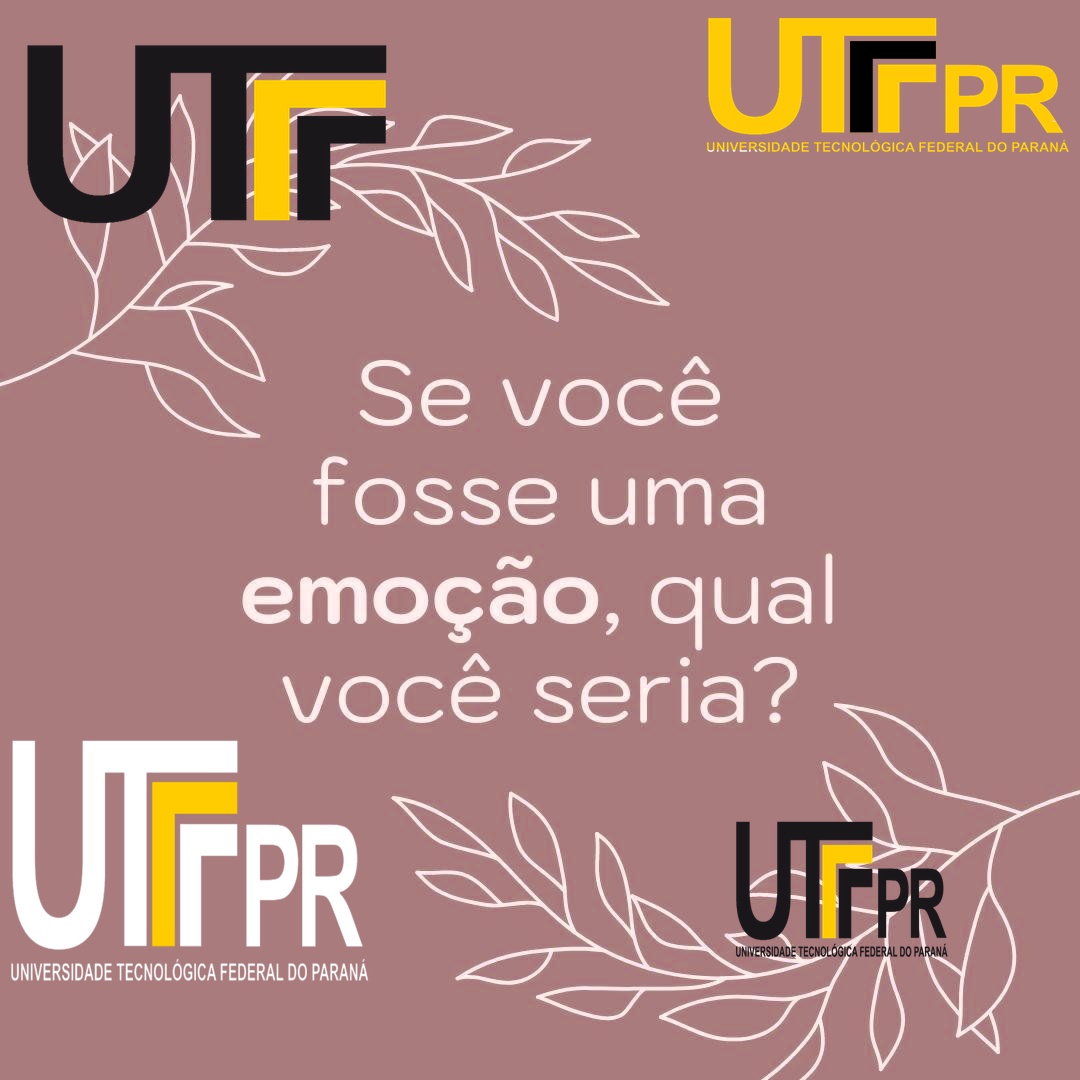 UTF
UTFPR
UNIVERSIDADE TECNOLÓGICA FEDERAL DO PARANÁ
Se você
fosse uma
emoção, qual
você seria?
UTFPR
UNIVERSIDADE TECNOLÓGICA FEDERAL DO PARANÁ
UTFPR
UNIVERSIDADE TECNOLÓGICA FEDERAL DO PARANÁ